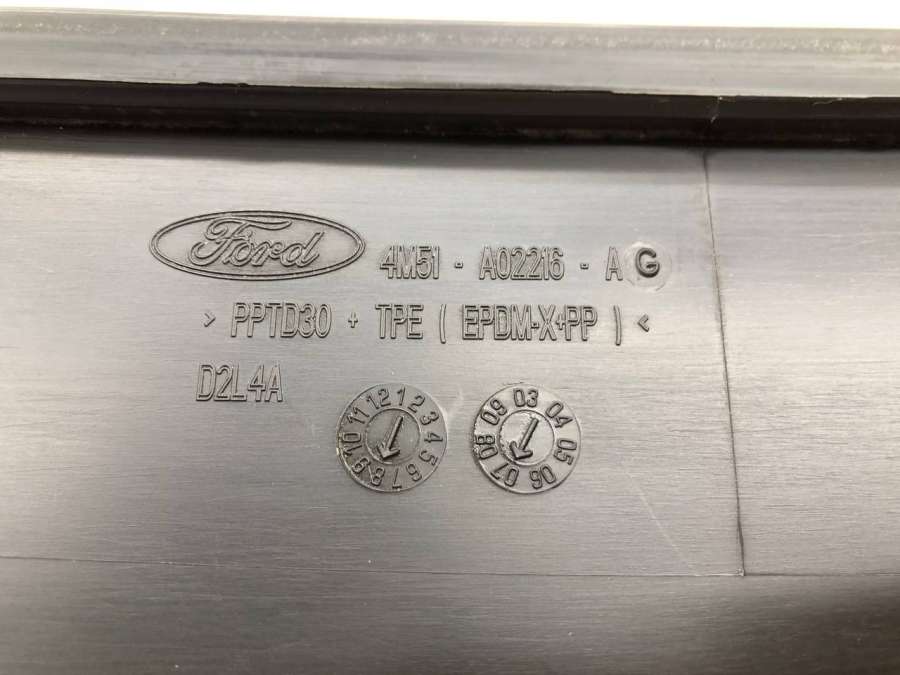 Ford 4M51 - A02216 - AG
> PPTD30 + TPE ( EPDM-X+PP ) <
D2L4A
1 2 3 4 5 6 7 8 9 10 11 12
03 04 05 06 07 08 09